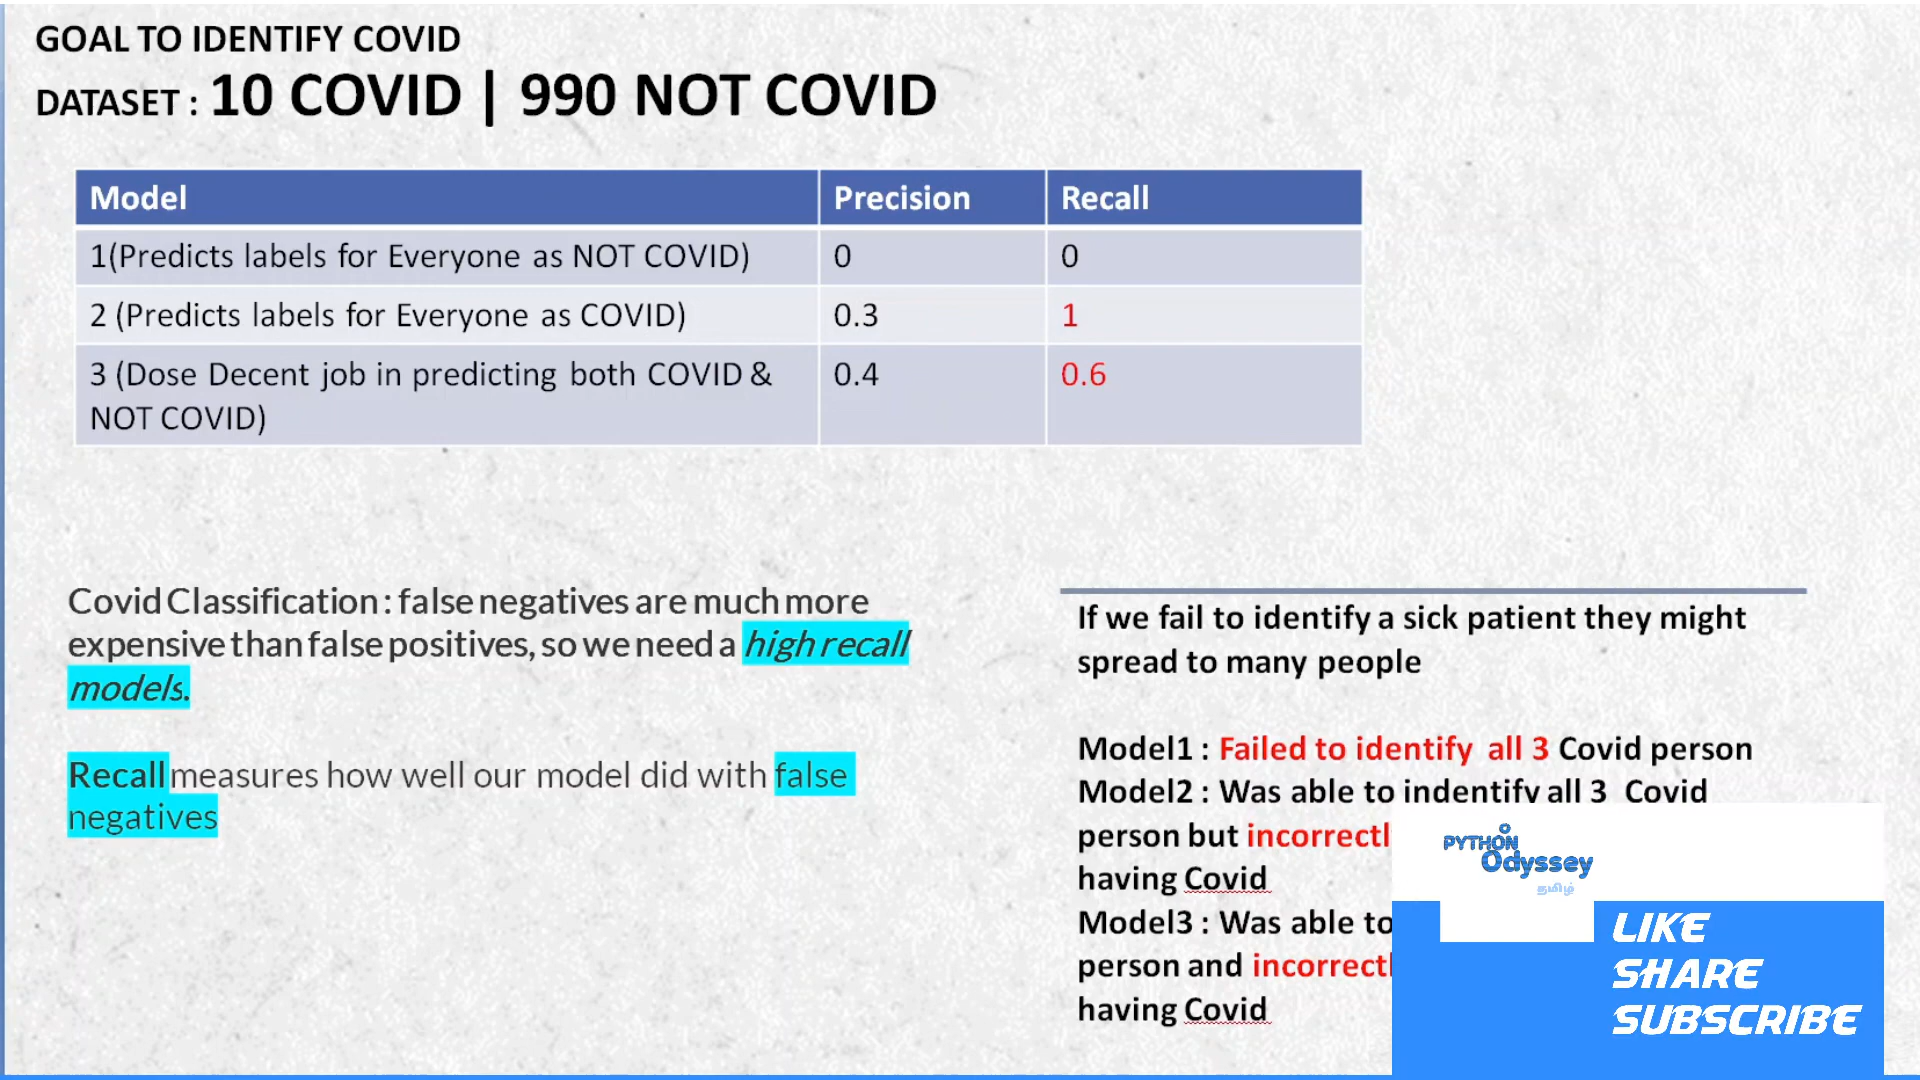 GOAL TO IDENTIFY COVID
DATASET : 10 COVID | 990 NOT COVID
Model Precision Recall
1(Predicts labels for Everyone as NOT COVID) 0 0
2 (Predicts labels for Everyone as COVID) 0.3 1
3 (Dose Decent job in predicting both COVID & 0.4 0.6
NOT COVID)
Covid Classification : false negatives are much more
expensive than false positives, so we need a high recall
models.
Recall measures how well our model did with false
negatives
If we fail to identify a sick patient they might
spread to many people
Model1 : Failed to identify all 3 Covid person
Model2 : Was able to indentify all 3 Covid
person but
having Covid
Model3 : Was able to
person and
having Covid
PYTHON
Odyssey
தமிழ்
LIKE
SHARE
SUBSCRIBE